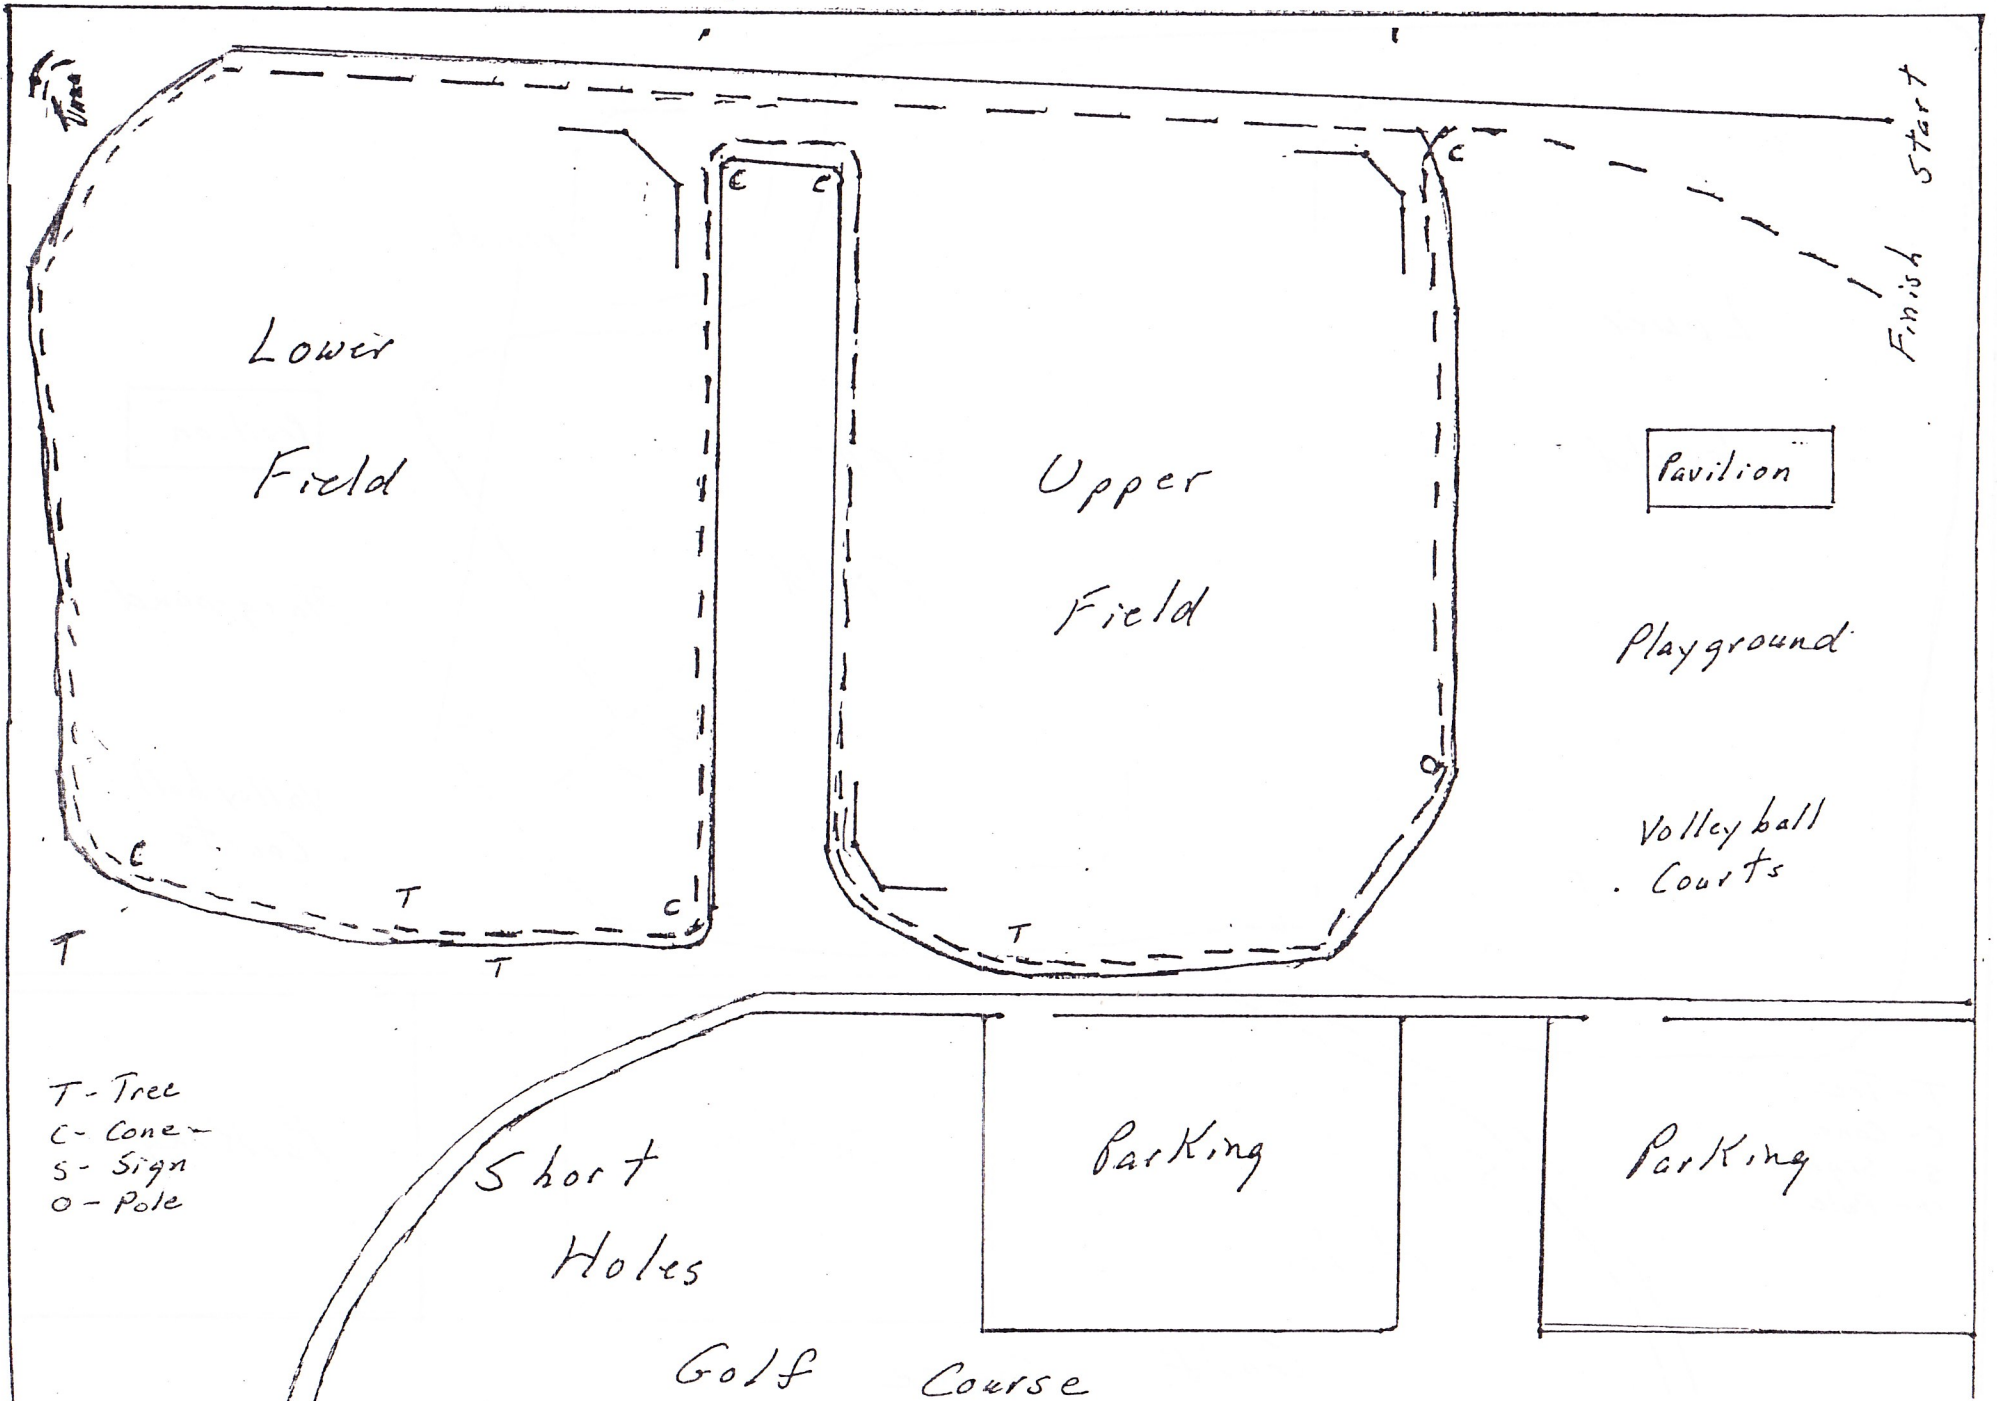 Start
Finish
C
C
C
Lower
Field
Upper
Field
Pavilion
Playground
O
Volleyball
Courts
C
T
C
T
T
T
T - Tree
C - Cone
S - Sign
O - Pole
Short
Holes
Parking
Parking
Golf Course